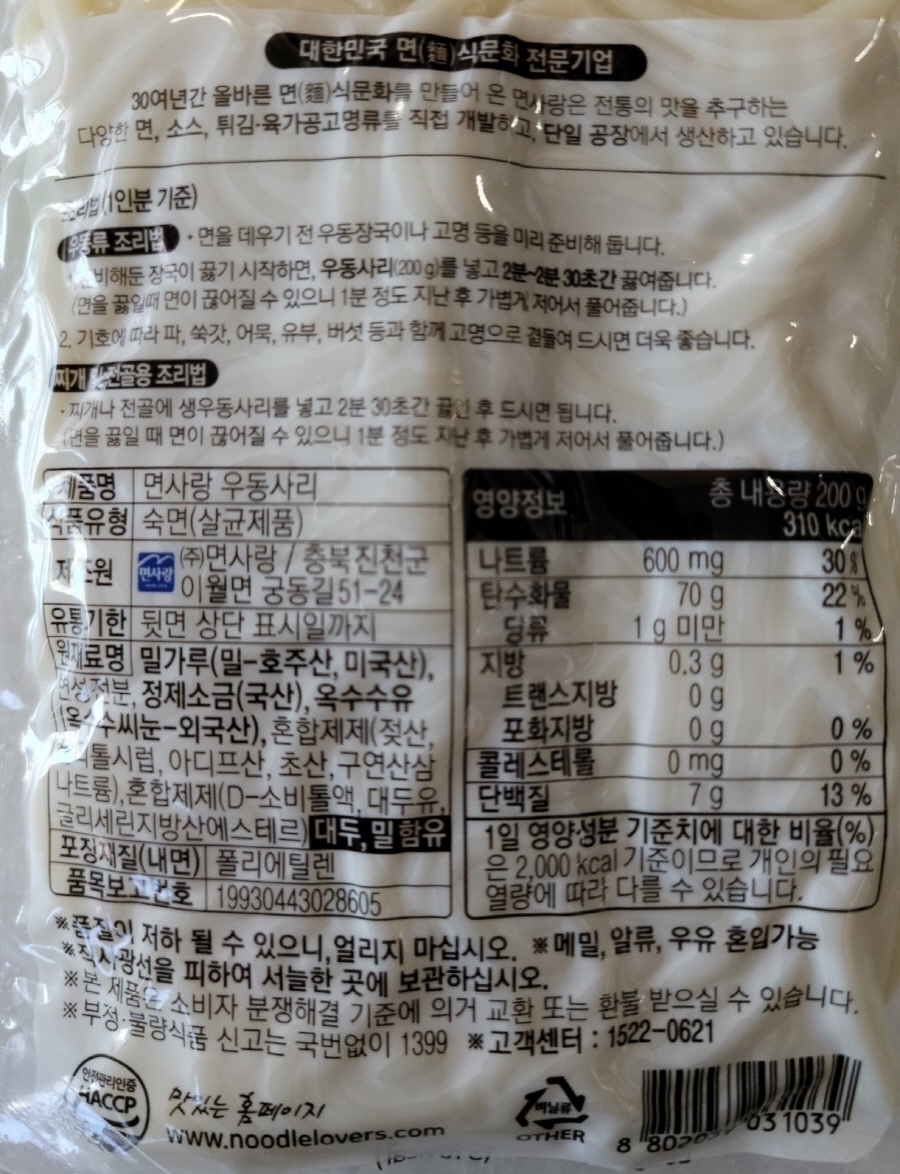 대한민국 면(麵)식문화 전문기업
30여년간 올바른 면(麵)식문화를 만들어 온 면사랑은 전통의 맛을 추구하는
다양한 면, 소스, 튀김·육가공고명류를 직접 개발하고, 단일 공장에서 생산하고 있습니다.
조리법(1인분 기준)
우동류 조리법 · 면을 데우기 전 우동장국이나 고명 등을 미리 준비해 둡니다.
준비해둔 장국이 끓기 시작하면, 우동사리(200 g)를 넣고 2분~2분 30초간 끓여줍니다.
(면을 끓일때 면이 끊어질 수 있으니 1분 정도 지난 후 가볍게 저어서 풀어줍니다.)
2. 기호에 따라 파, 쑥갓, 어묵, 유부, 버섯 등과 함께 고명으로 곁들여 드시면 더욱 좋습니다.
찌개 및 전골용 조리법
· 찌개나 전골에 생우동사리를 넣고 2분 30초간 끓인 후 드시면 됩니다.
(면을 끓일 때 면이 끊어질 수 있으니 1분 정도 지난 후 가볍게 저어서 풀어줍니다.)
제품명 면사랑 우동사리
식품유형 숙면(살균제품)
제조원 면사랑 ㈜면사랑 / 충북 진천군
이월면 궁동길 51-24
유통기한 뒷면 상단 표시일까지
원재료명 밀가루(밀-호주산, 미국산),
변성전분, 정제소금(국산), 옥수수유
(옥수수씨눈-외국산), 혼합제제(젖산,
말티톨시럽, 아디프산, 초산, 구연산삼
나트륨), 혼합제제(D-소비톨액, 대두유,
글리세린지방산에스테르) 대두, 밀 함유
포장재질(내면) 폴리에틸렌
품목보고번호 19930443028605
영양정보 총 내용량 200 g
310 kcal
나트륨 600 mg 30 %
탄수화물 70 g 22 %
당류 1 g 미만 1 %
지방 0.3 g 1 %
트랜스지방 0 g
포화지방 0 g 0 %
콜레스테롤 0 mg 0 %
단백질 7 g 13 %
1일 영양성분 기준치에 대한 비율(%)
은 2,000 kcal 기준이므로 개인의 필요
열량에 따라 다를 수 있습니다.
※품질이 저하 될 수 있으니, 얼리지 마십시오. ※메밀, 알류, 우유 혼입가능
※직사광선을 피하여 서늘한 곳에 보관하십시오.
※본 제품은 소비자 분쟁해결 기준에 의거 교환 또는 환불 받으실 수 있습니다.
※부정·불량식품 신고는 국번없이 1399 ※고객센터 : 1522-0621
안전관리인증
HACCP
맛있는 홈페이지
www.noodlelovers.com
비닐류
OTHER
8 031039